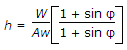 h = W/Aw [1 + sin φ / 1 + sin φ]